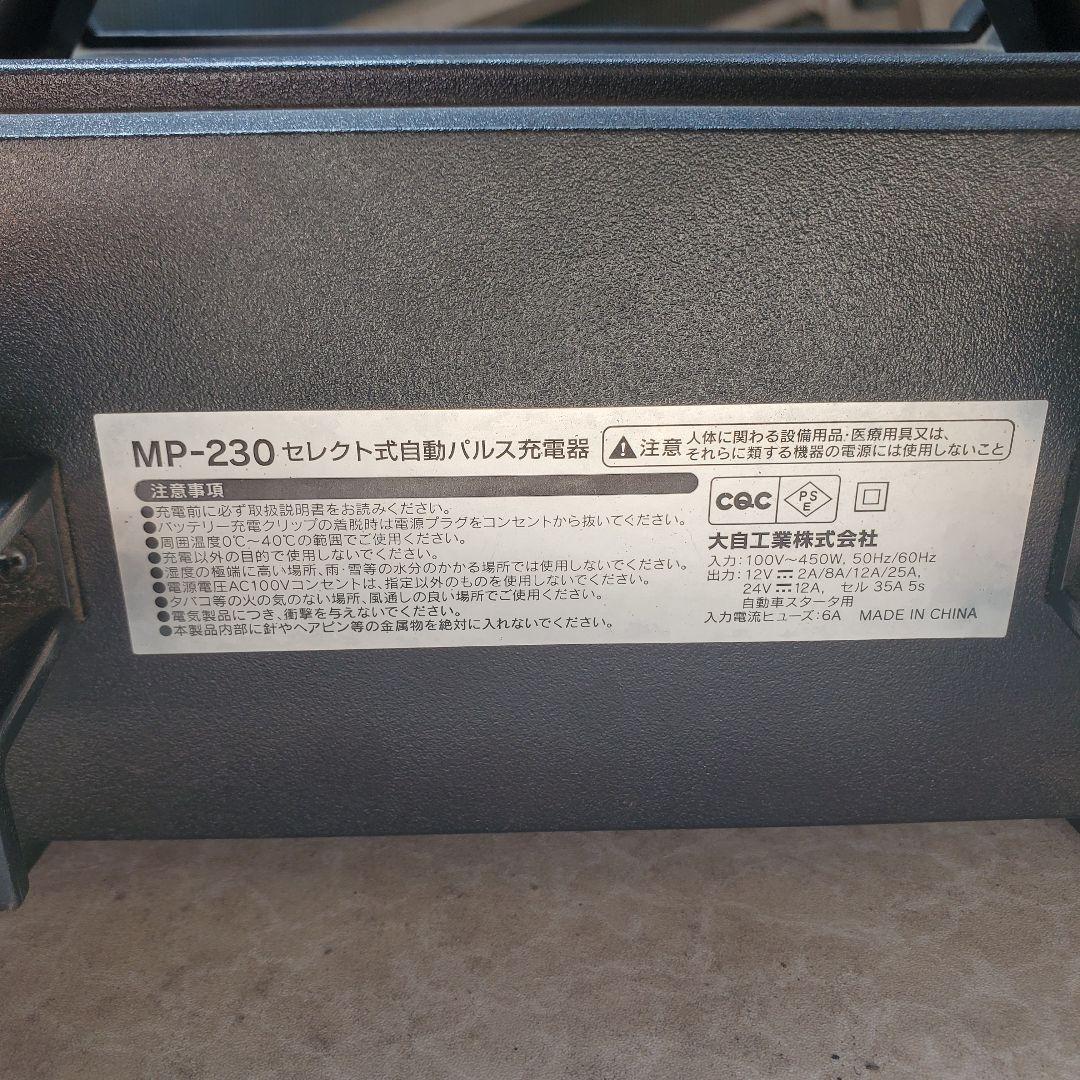 MP-230 セレクト式自動パルス充電器
注意 人体に関わる設備用品・医療用具又は、
それらに類する機器の電源には使用しないこと
注意事項
●充電前に必ず取扱説明書をお読みください。
●バッテリー充電クリップの着脱時は電源プラグをコンセントから抜いてください。
●周囲温度0℃〜40℃の範囲でご使用ください。
●充電以外の目的で使用しないでください。
●湿度の極端に高い場所、雨・雪等の水分のかかる場所では使用しないでください。
●電源電圧AC100Vコンセントは、指定以外のものを使用しないでください。
●タバコ等の火の気のない場所、風通しの良い場所でご使用ください。
●電気製品につき、衝撃を与えないでください。
●本製品内部に針やヘアピン等の金属物を絶対に入れないでください。
CQC PSE
大自工業株式会社
入力:100V〜450W, 50Hz/60Hz
出力:12V⎓2A/8A/12A/25A,
24V⎓12A, セル 35A 5s
自動車スタータ用
入力電流ヒューズ:6A MADE IN CHINA